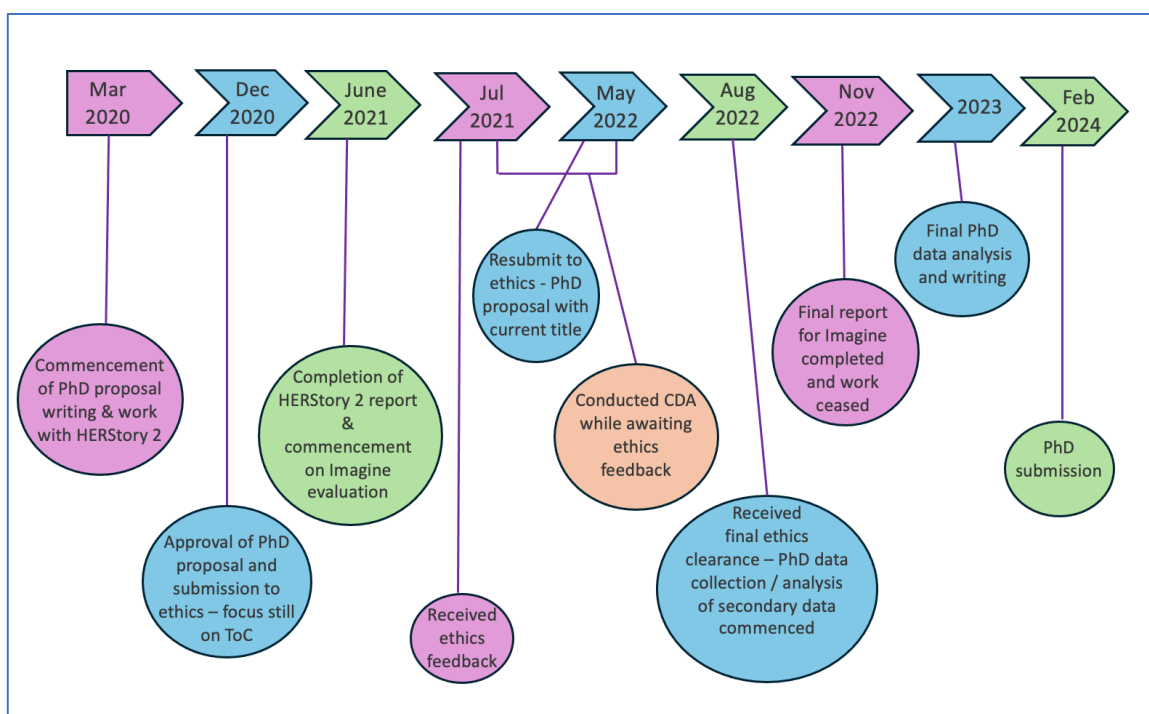 Mar
2020
Dec
2020
June
2021
Jul
2021
May
2022
Aug
2022
Nov
2022
2023
Feb
2024
Commencement
of PhD proposal
writing & work
with HERStory 2
Approval of PhD
proposal and
submission to
ethics – focus still
on ToC
Completion of
HERStory 2 report
&
commencement
on Imagine
evaluation
Received
ethics
feedback
Resubmit to
ethics - PhD
proposal with
current title
Conducted CDA
while awaiting
ethics
feedback
Received
final ethics
clearance – PhD data
collection / analysis
of secondary data
commenced
Final report
for Imagine
completed
and work
ceased
Final PhD
data analysis
and writing
PhD
submission